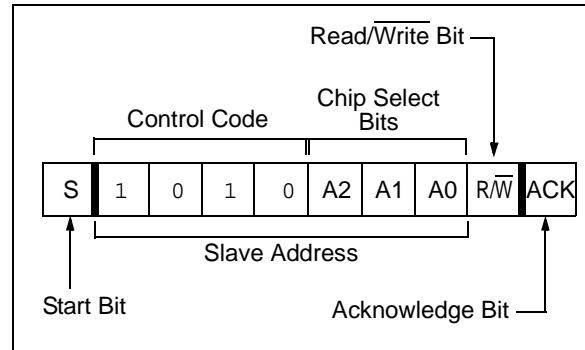 Read/Write Bit
Chip Select
Control Code Bits
S 1 0 1 0 A2 A1 A0 R/W ACK
Slave Address
Start Bit
Acknowledge Bit